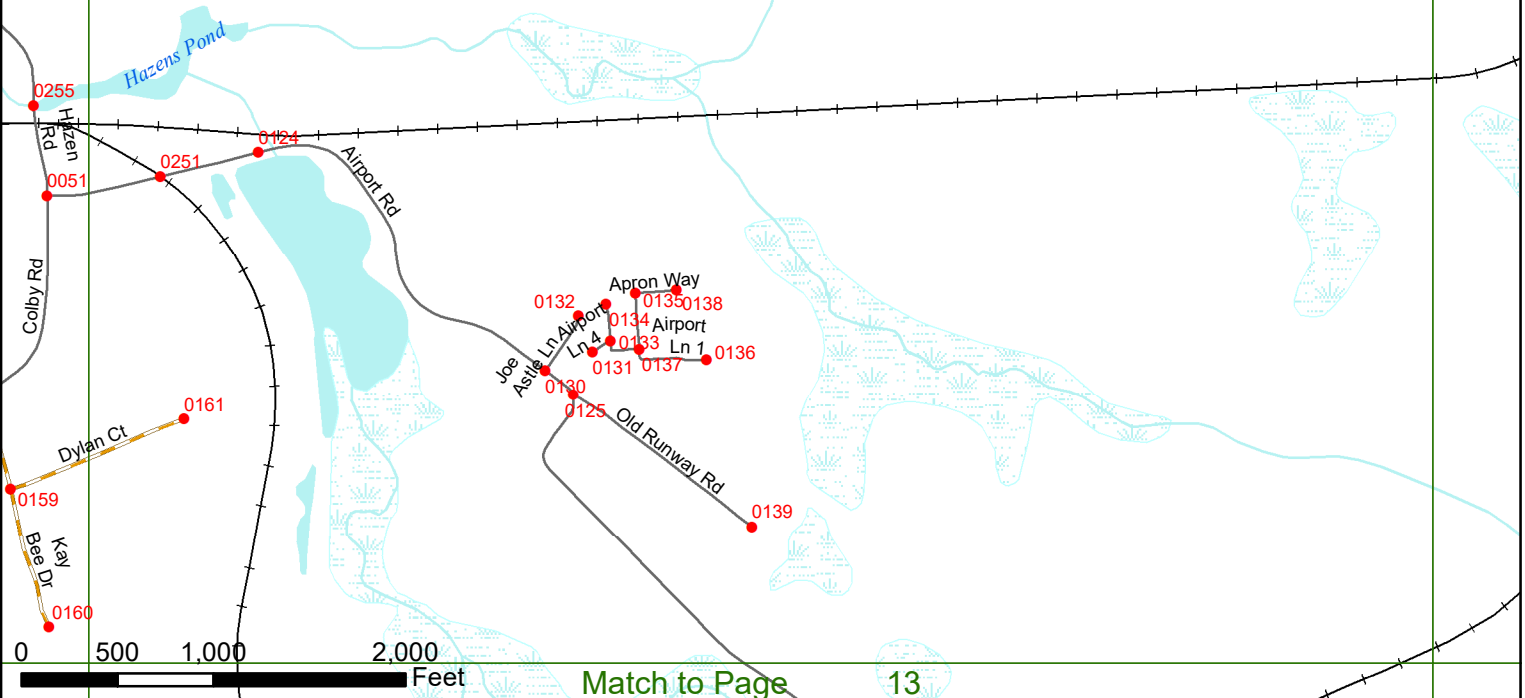 Hazens Pond
0255
Hazen
Rd
0124
0251
0051
Airport Rd
Colby Rd
Apron Way
0132
0135
0138
0134
Airport
Ln 4
Airport
Ln 1
0133
0136
0131
0137
Joe
Astle Ln
0130
0125
0161
Old Runway Rd
Dylan Ct
0159
0139
Kay
Bee Dr
0160
0 500 1,000 2,000
Feet
Match to Page 13